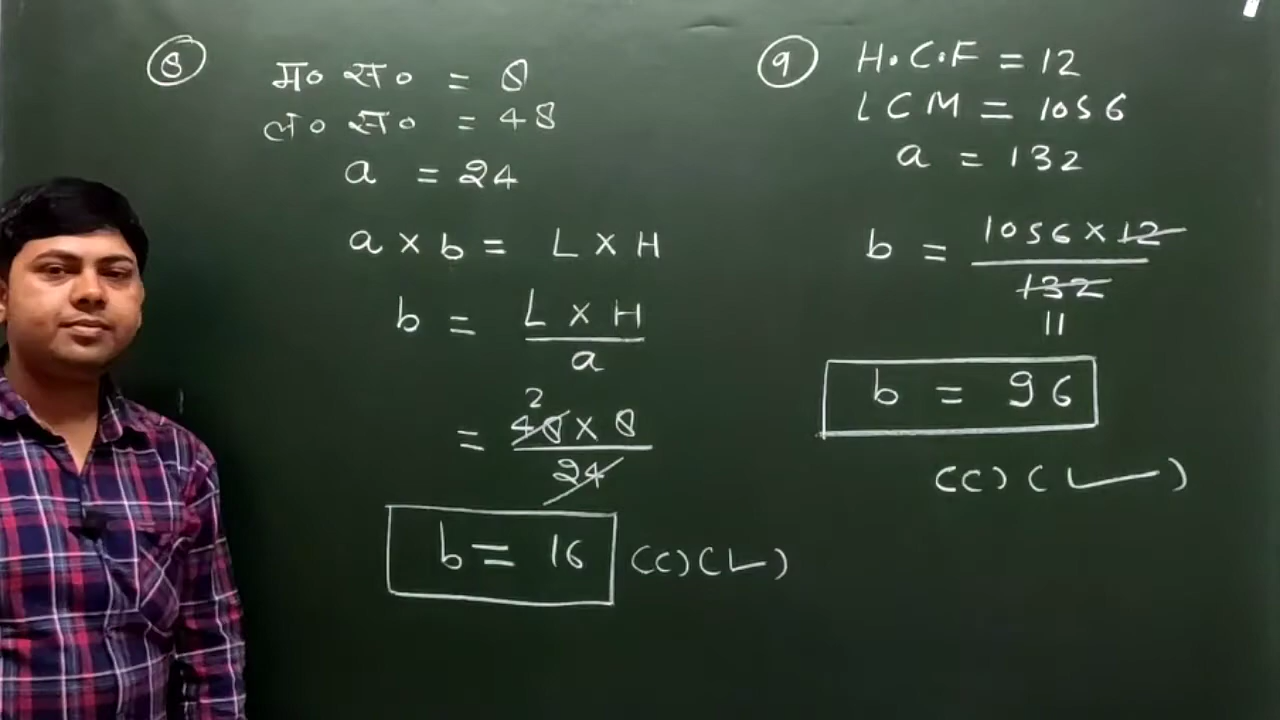 ⑧
म० स० = 8
ल० स० = 48
a = 24
a × b = L × H
b = L × H / a
= 48 × 8 / 24
2
b = 16 (C) (✓)
⑨
H.C.F = 12
LCM = 1056
a = 132
b = 1056 × 12 / 132
11
b = 96
(C) (✓)